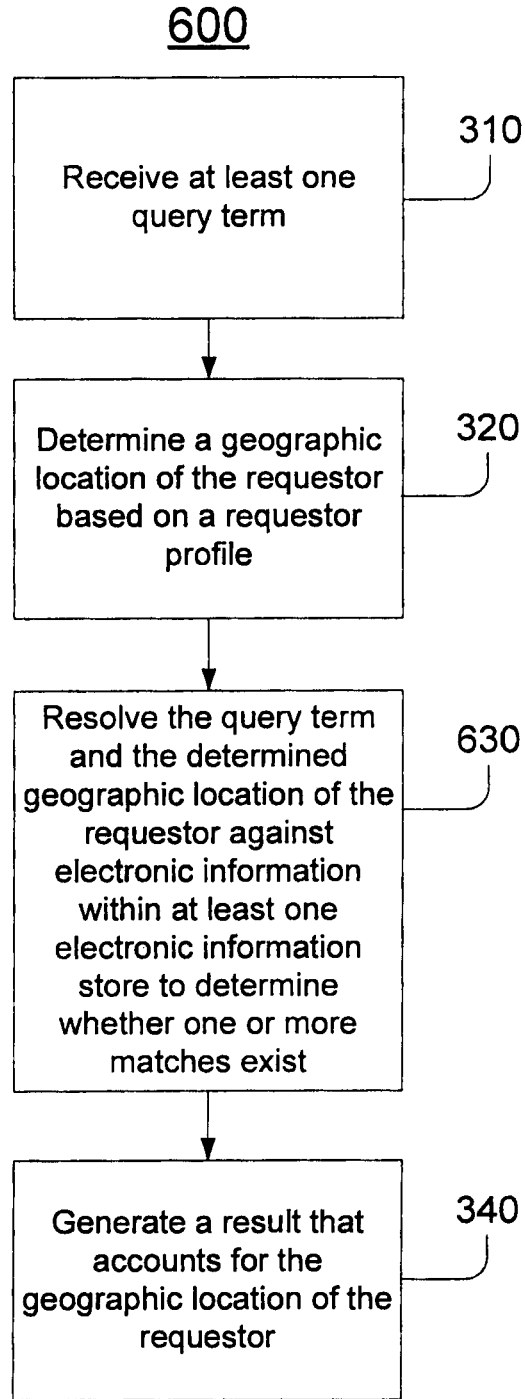 600
310
Receive at least one
query term
320
Determine a geographic
location of the requestor
based on a requestor
profile
630
Resolve the query term
and the determined
geographic location of the
requestor against
electronic information
within at least one
electronic information
store to determine
whether one or more
matches exist
340
Generate a result that
accounts for the
geographic location of the
requestor